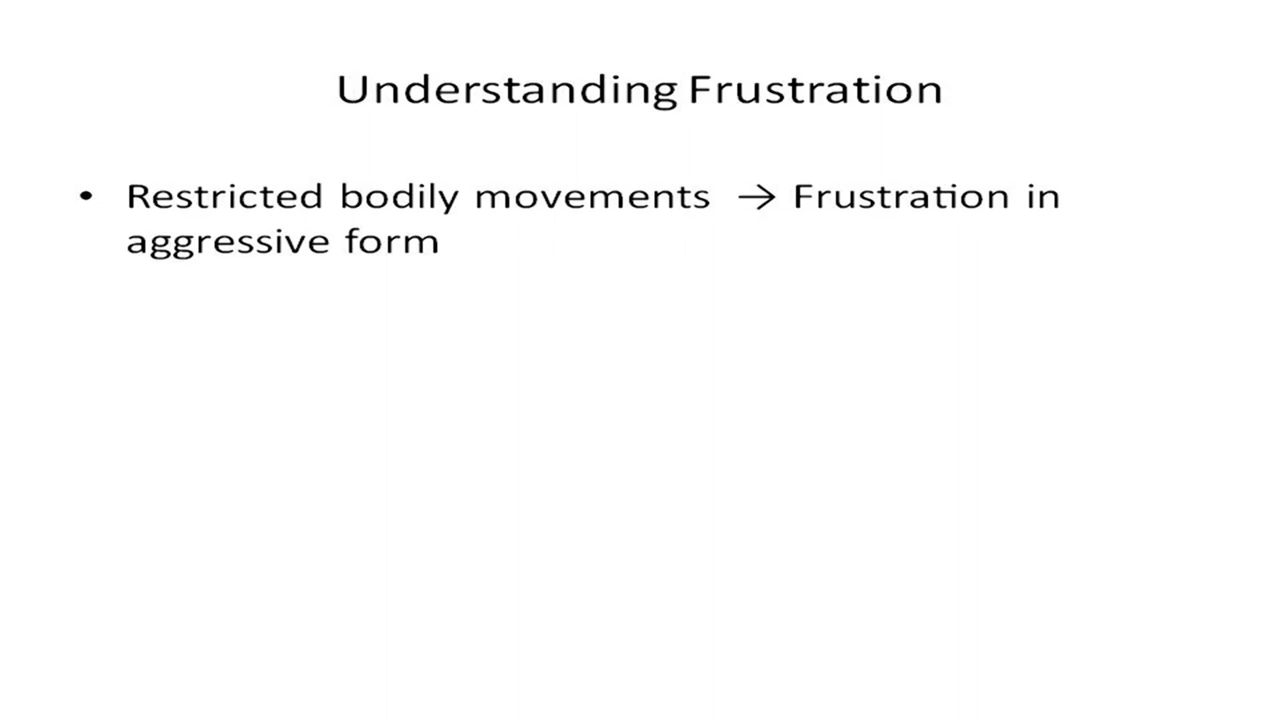 Understanding Frustration
• Restricted bodily movements → Frustration in
aggressive form